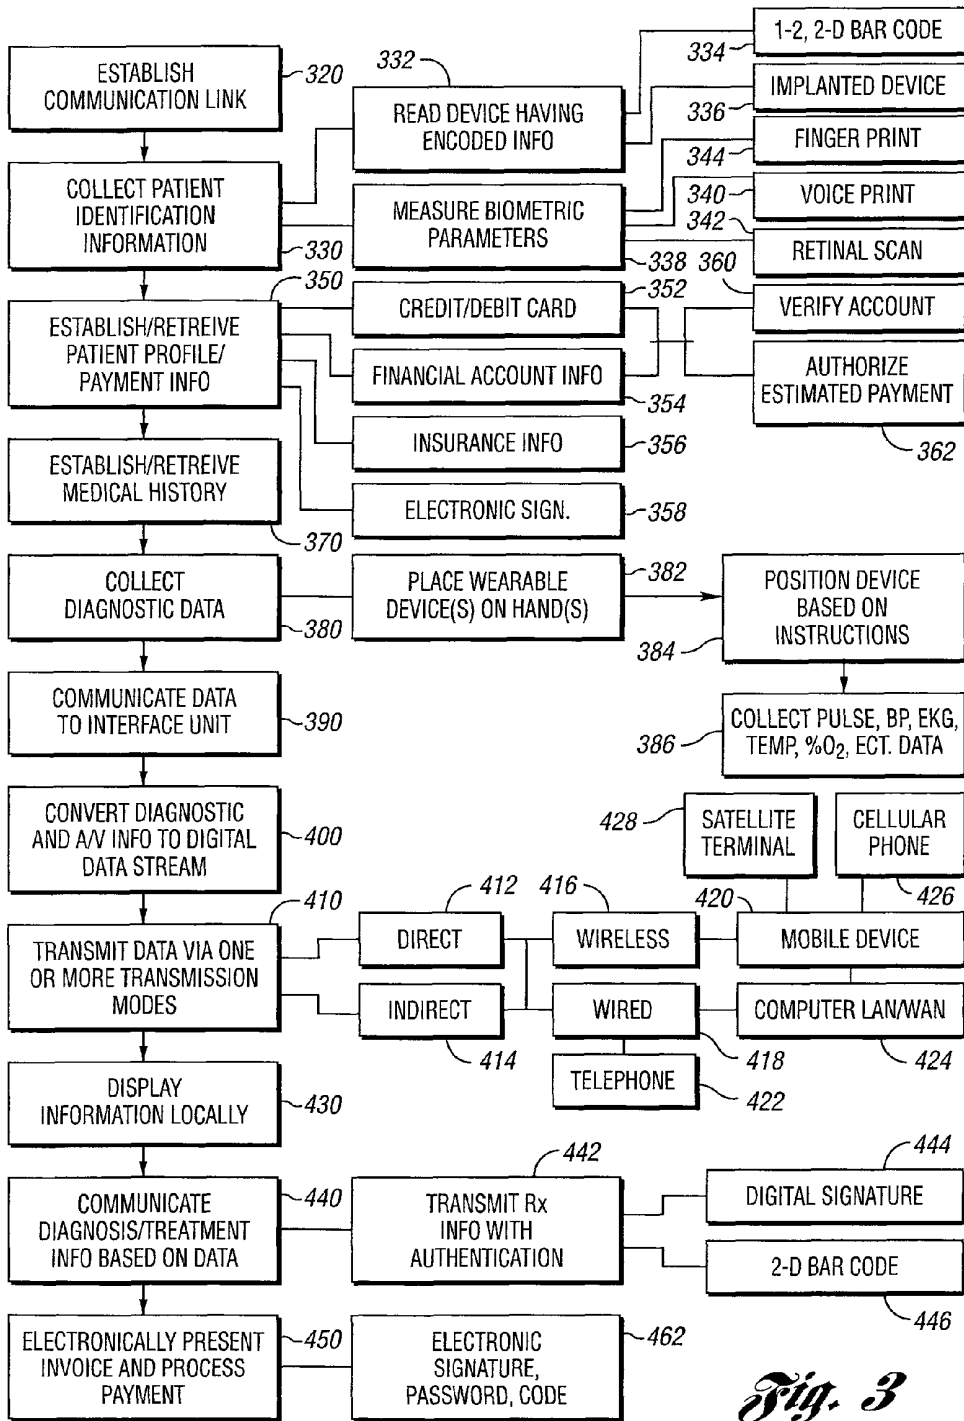 ESTABLISH
COMMUNICATION LINK
320
COLLECT PATIENT
IDENTIFICATION
INFORMATION
330
332
READ DEVICE HAVING
ENCODED INFO
1-2, 2-D BAR CODE
334
IMPLANTED DEVICE
336
MEASURE BIOMETRIC
PARAMETERS
338
FINGER PRINT
344
VOICE PRINT
340
RETINAL SCAN
342
350
ESTABLISH/RETREIVE
PATIENT PROFILE/
PAYMENT INFO
CREDIT/DEBIT CARD
352
FINANCIAL ACCOUNT INFO
354
INSURANCE INFO
356
ELECTRONIC SIGN.
358
360
VERIFY ACCOUNT
AUTHORIZE
ESTIMATED PAYMENT
362
ESTABLISH/RETREIVE
MEDICAL HISTORY
370
COLLECT
DIAGNOSTIC DATA
380
PLACE WEARABLE
DEVICE(S) ON HAND(S)
382
POSITION DEVICE
BASED ON
INSTRUCTIONS
384
COLLECT PULSE, BP, EKG,
TEMP, %O2, ECT. DATA
386
COMMUNICATE DATA
TO INTERFACE UNIT
390
CONVERT DIAGNOSTIC
AND A/V INFO TO DIGITAL
DATA STREAM
400
410
TRANSMIT DATA VIA ONE
OR MORE TRANSMISSION
MODES
412
DIRECT
INDIRECT
414
416
WIRELESS
WIRED
418
TELEPHONE
422
428
SATELLITE
TERMINAL
CELLULAR
PHONE
426
420
MOBILE DEVICE
COMPUTER LAN/WAN
424
DISPLAY
INFORMATION LOCALLY
430
COMMUNICATE
DIAGNOSIS/TREATMENT
INFO BASED ON DATA
440
442
TRANSMIT Rx
INFO WITH
AUTHENTICATION
444
DIGITAL SIGNATURE
2-D BAR CODE
446
ELECTRONICALLY PRESENT
INVOICE AND PROCESS
PAYMENT
450
ELECTRONIC
SIGNATURE,
PASSWORD, CODE
462
Fig. 3